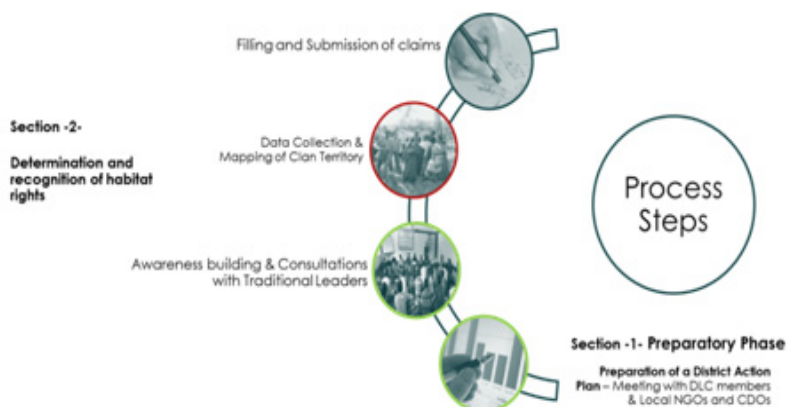 Filling and Submission of claims
Section -2-
Determination and
recognition of habitat
rights
Data Collection &
Mapping of Clan Territory
Process
Steps
Awareness building & Consultations
with Traditional Leaders
Section -1- Preparatory Phase
Preparation of a District Action
Plan – Meeting with DLC members
& Local NGOs and CDOs